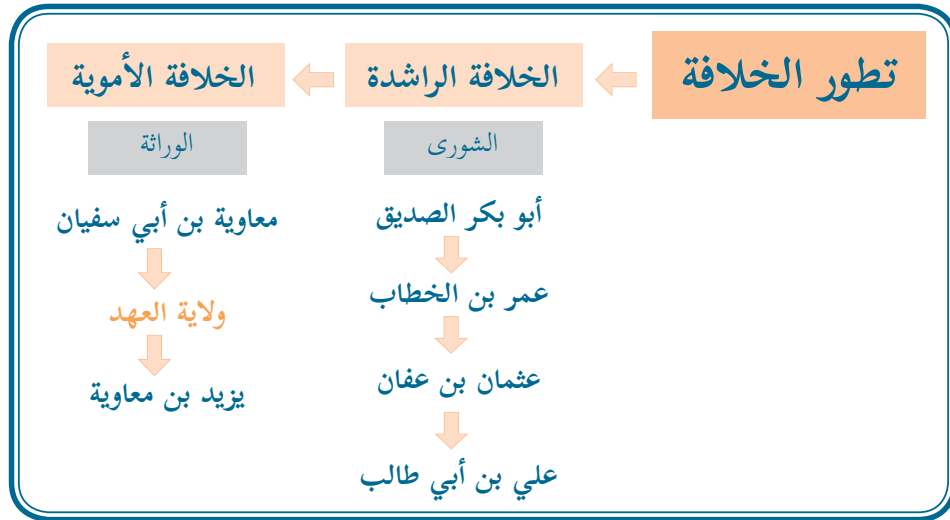 تطور الخلافة
الخلافة الراشدة
الخلافة الأموية
الشورى
الوراثة
أبو بكر الصديق
معاوية بن أبي سفيان
عمر بن الخطاب
ولاية العهد
عثمان بن عفان
يزيد بن معاوية
علي بن أبي طالب